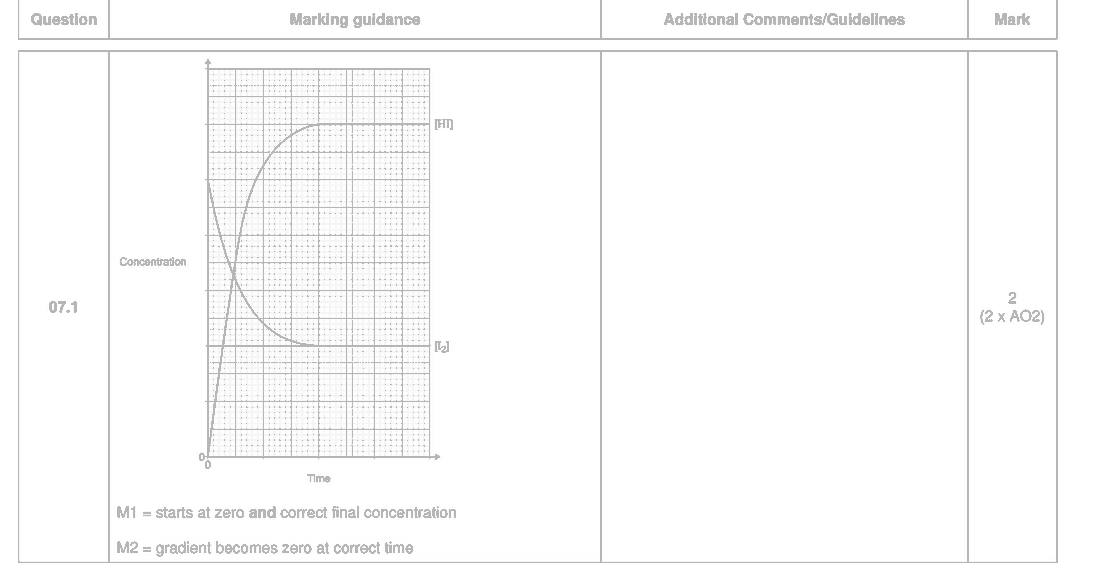 Question
Marking guidance
Additional Comments/Guidelines
Mark
07.1
[HI]
Concentration
[I₂]
0
0
Time
M1 = starts at zero and correct final concentration
M2 = gradient becomes zero at correct time
2
(2 x AO2)